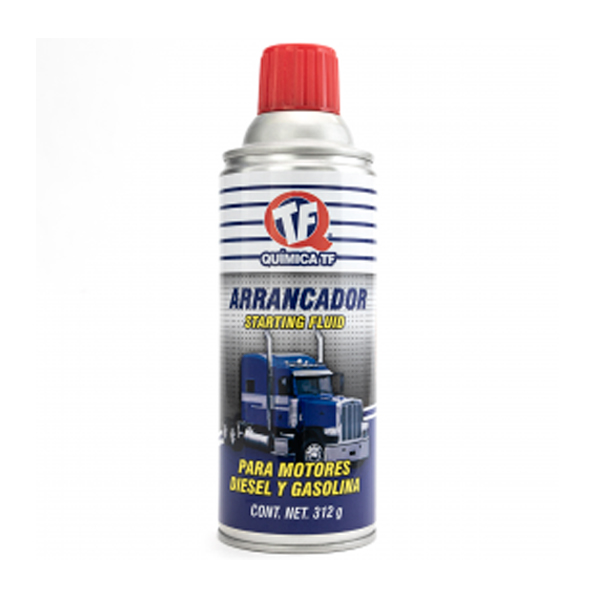 TF
QUÍMICA TF
ARRANCADOR
STARTING FLUID
PARA MOTORES
DIESEL Y GASOLINA
CONT. NET. 312 g